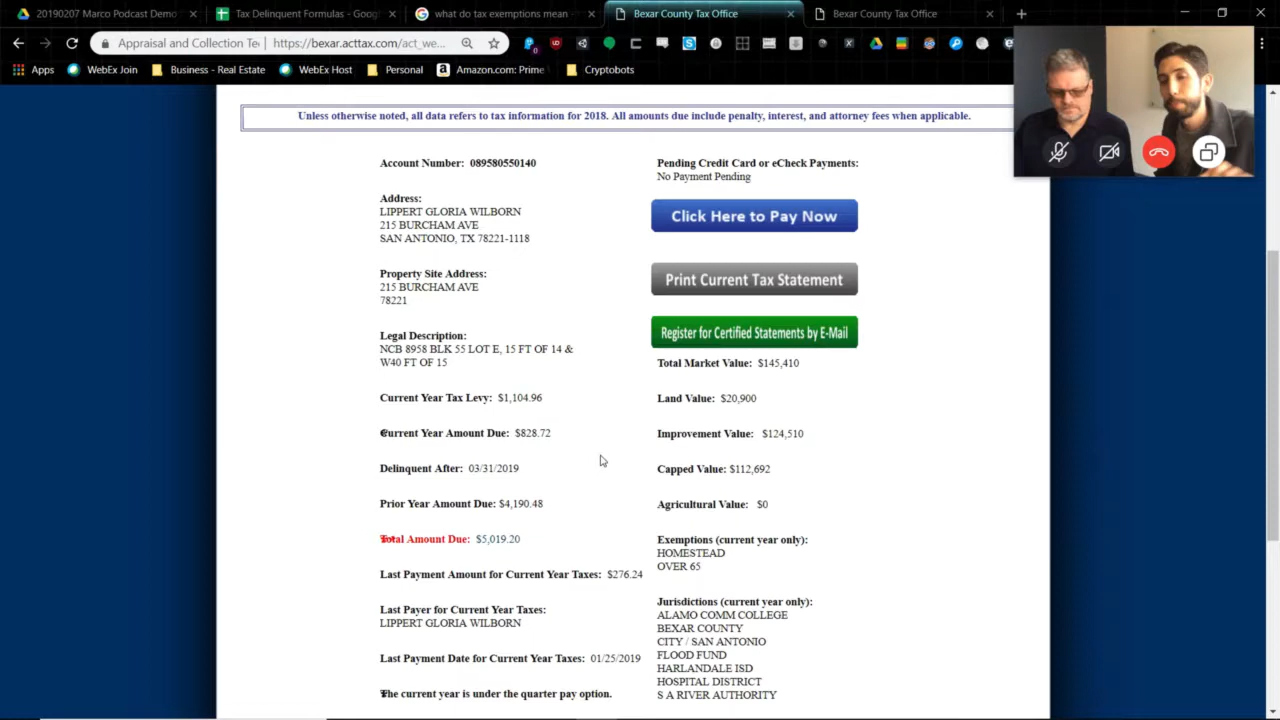 20190207 Marco Podcast Demo
Tax Delinquent Formulas - Goog
what do tax exemptions mean -
Bexar County Tax Office
Bexar County Tax Office
Appraisal and Collection Te
https://bexar.acttax.com/act_we...
Apps
WebEx Join
Business - Real Estate
WebEx Host
Personal
Amazon.com: Prime
Cryptobots
Unless otherwise noted, all data refers to tax information for 2018. All amounts due include penalty, interest, and attorney fees when applicable.
Account Number: 089580550140
Address:
LIPPERT GLORIA WILBORN
215 BURCHAM AVE
SAN ANTONIO, TX 78221-1118
Property Site Address:
215 BURCHAM AVE
78221
Legal Description:
NCB 8958 BLK 55 LOT E, 15 FT OF 14 &
W40 FT OF 15
Current Year Tax Levy: $1,104.96
Current Year Amount Due: $828.72
Delinquent After: 03/31/2019
Prior Year Amount Due: $4,190.48
Total Amount Due: $5,019.20
Last Payment Amount for Current Year Taxes: $276.24
Last Payer for Current Year Taxes:
LIPPERT GLORIA WILBORN
Last Payment Date for Current Year Taxes: 01/25/2019
The current year is under the quarter pay option.
Pending Credit Card or eCheck Payments:
No Payment Pending
Click Here to Pay Now
Print Current Tax Statement
Register for Certified Statements by E-Mail
Total Market Value: $145,410
Land Value: $20,900
Improvement Value: $124,510
Capped Value: $112,692
Agricultural Value: $0
Exemptions (current year only):
HOMESTEAD
OVER 65
Jurisdictions (current year only):
ALAMO COMM COLLEGE
BEXAR COUNTY
CITY / SAN ANTONIO
FLOOD FUND
HARLANDALE ISD
HOSPITAL DISTRICT
S A RIVER AUTHORITY